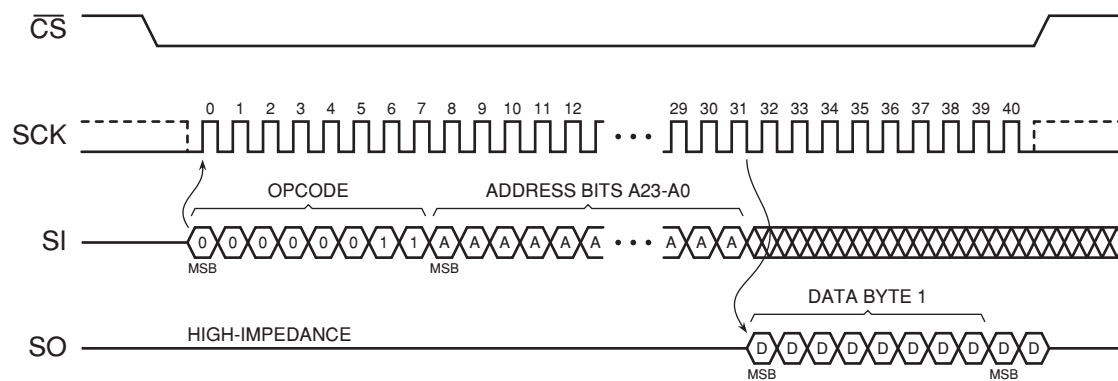 CS
SCK 0 1 2 3 4 5 6 7 8 9 10 11 12 29 30 31 32 33 34 35 36 37 38 39 40
OPCODE ADDRESS BITS A23-A0
SI 0 0 0 0 0 0 1 1 A A A A A A A A A
MSB MSB
DATA BYTE 1
HIGH-IMPEDANCE
SO D D D D D D D D D D
MSB MSB